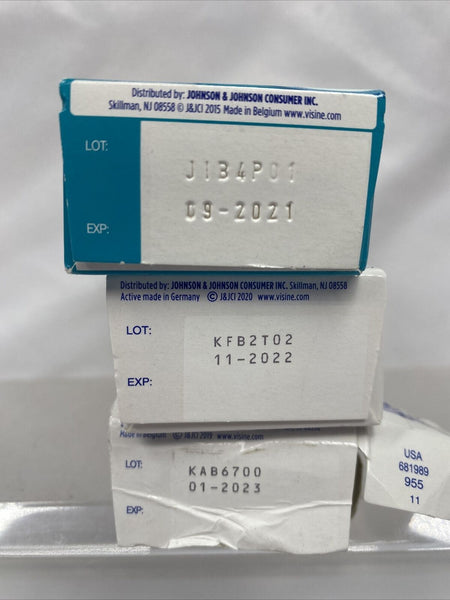 Distributed by: JOHNSON & JOHNSON CONSUMER INC.
Skillman, NJ 08558 © J&JCI 2015 Made in Belgium www.visine.com
LOT:
JIB4P01
09-2021
EXP:
Distributed by: JOHNSON & JOHNSON CONSUMER INC. Skillman, NJ 08558
Active made in Germany © J&JCI 2020 www.visine.com
LOT:
KFB2T02
11-2022
EXP:
Made in Belgium © J&JCI 2019 www.visine.com
LOT:
KAB6700
01-2023
EXP:
USA
681989
955
11